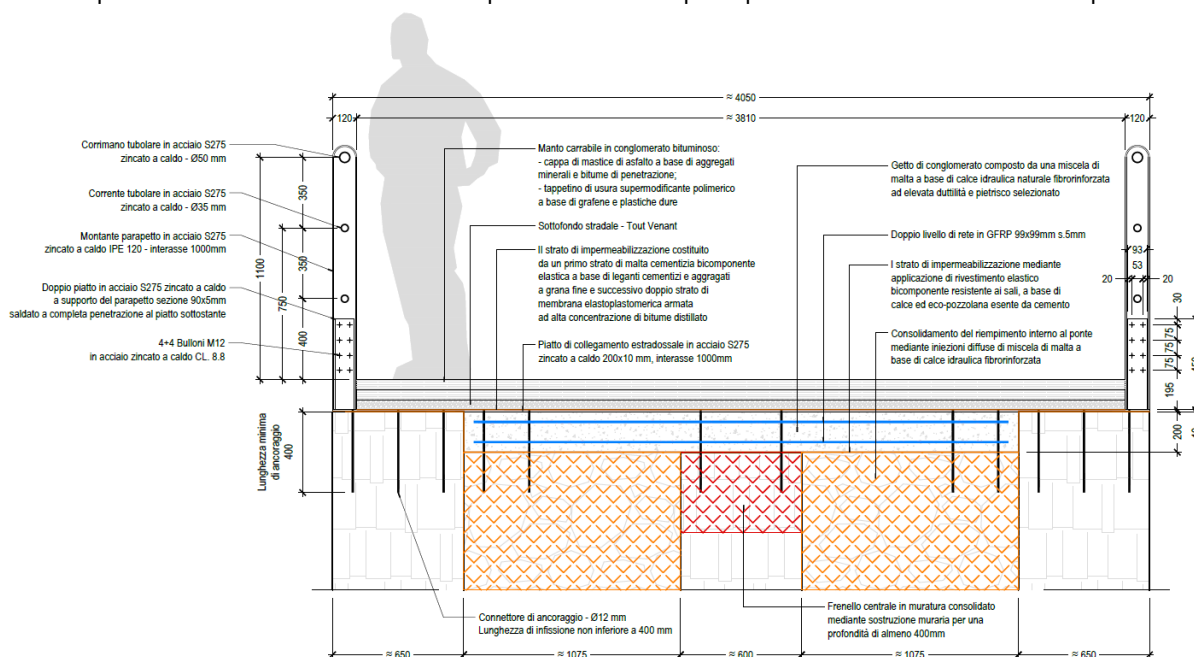 ≈ 4050
120
≈ 3810
120
Corrimano tubolare in acciaio S275
zincato a caldo - Ø50 mm
Corrente tubolare in acciaio S275
zincato a caldo - Ø35 mm
Montante parapetto in acciaio S275
zincato a caldo IPE 120 - interasse 1000mm
Doppio piatto in acciaio S275 zincato a caldo
a supporto del parapetto sezione 90x5mm
saldato a completa penetrazione al piatto sottostante
4+4 Bulloni M12
in acciaio zincato a caldo CL. 8.8
1100
750
350
350
400
Lunghezza minima
di ancoraggio
400
Manto carrabile in conglomerato bituminoso:
- cappa di mastice di asfalto a base di aggregati
minerali e bitume di penetrazione;
- tappetino di usura supermodificante polimerico
a base di grafene e plastiche dure
Sottofondo stradale - Tout Venant
II strato di impermeabilizzazione costituito
da un primo strato di malta cementizia bicomponente
elastica a base di leganti cementizi e aggragati
a grana fine e successivo doppio strato di
membrana elastoplastomerica armata
ad alta concentrazione di bitume distillato
Piatto di collegamento estradossale in acciaio S275
zincato a caldo 200x10 mm, interasse 1000mm
Getto di conglomerato composto da una miscela di
malta a base di calce idraulica naturale fibrorinforzata
ad elevata duttilità e pietrisco selezionato
Doppio livello di rete in GFRP 99x99mm s.5mm
I strato di impermeabilizzazione mediante
applicazione di rivestimento elastico
bicomponente resistente ai sali, a base di
calce ed eco-pozzolana esente da cemento
Consolidamento del riempimento interno al ponte
mediante iniezioni diffuse di miscela di malta a
base di calce idraulica fibrorinforzata
93
53
20
20
30
75
75
75
195
200
Connettore di ancoraggio - Ø12 mm
Lunghezza di infissione non inferiore a 400 mm
Frenello centrale in muratura consolidato
mediante sostruzione muraria per una
profondità di almeno 400mm
≈ 650
≈ 1075
≈ 600
≈ 1075
≈ 650